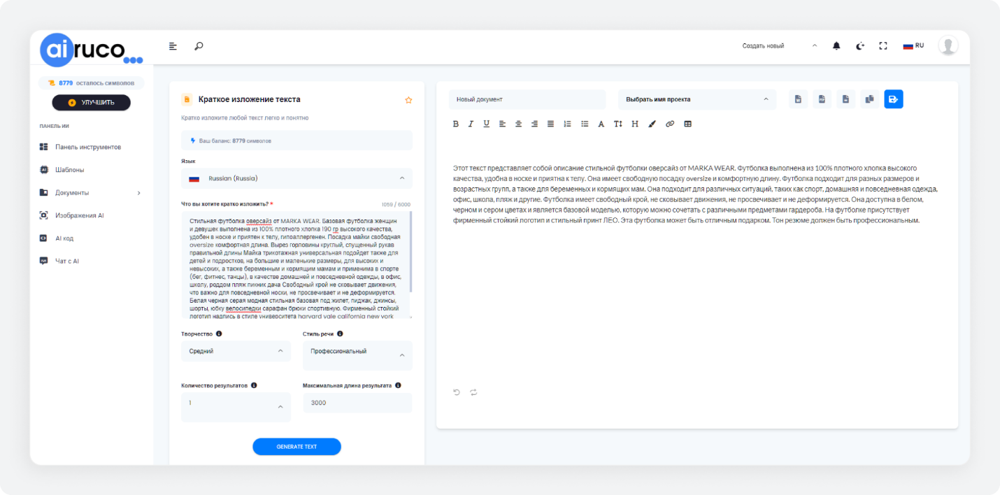 airuco...
Создать новый
RU
8779 осталось символов
УЛУЧШИТЬ
ПАНЕЛЬ ИИ
Панель инструментов
Шаблоны
Документы
Изображения AI
AI код
Чат с AI
Краткое изложение текста
Кратко изложите любой текст легко и понятно
Ваш баланс: 8779 символов
Язык
Russian (Russia)
Что вы хотите кратко изложить? *
1059 / 6000
Стильная футболка оверсайз от MARKA WEAR. Базовая футболка женщин
и девушек выполнена из 100% плотного хлопка 190 гр высокого качества,
удобен в носке и приятен к телу, гипоаллергенен. Посадка майки свободная
oversize комфортная длина. Вырез горловины круглый, спущенный рукав
правильной длины Майка трикотажная универсальная подойдет также для
детей и подростков, на большие и маленькие размеры, для высоких и
невысоких, а также беременным и кормящим мамам и применима в спорте
(бег, фитнес, танцы), в качестве домашней и повседневной одежды, в офис,
школу, роддом пляж пикник дача Свободный крой не сковывает движения,
что важно для повседневной носки, не просвечивает и не деформируется.
Белая черная серая модная стильная базовая под жилет, пиджак, джинсы,
шорты, юбку велосипедки сарафан брюки спортивную. Фирменный стойкий
логотип надпись в стиле университета harvard yale california new york
Творчество
Стиль речи
Средний
Профессиональный
Количество результатов
Максимальная длина результата
1
3000
GENERATE TEXT
Новый документ
Выбрать имя проекта
Этот текст представляет собой описание стильной футболки оверсайз от MARKA WEAR. Футболка выполнена из 100% плотного хлопка высокого
качества, удобна в носке и приятна к телу. Она имеет свободную посадку oversize и комфортную длину. Футболка подходит для разных размеров и
возрастных групп, а также для беременных и кормящих мам. Она подходит для различных ситуаций, таких как спорт, домашняя и повседневная одежда,
офис, школа, пляж и другие. Футболка имеет свободный крой, не сковывает движения, не просвечивает и не деформируется. Она доступна в белом,
черном и сером цветах и является базовой моделью, которую можно сочетать с различными предметами гардероба. На футболке присутствует
фирменный стойкий логотип и стильный принт ЛЕО. Эта футболка может быть отличным подарком. Тон резюме должен быть профессиональным.